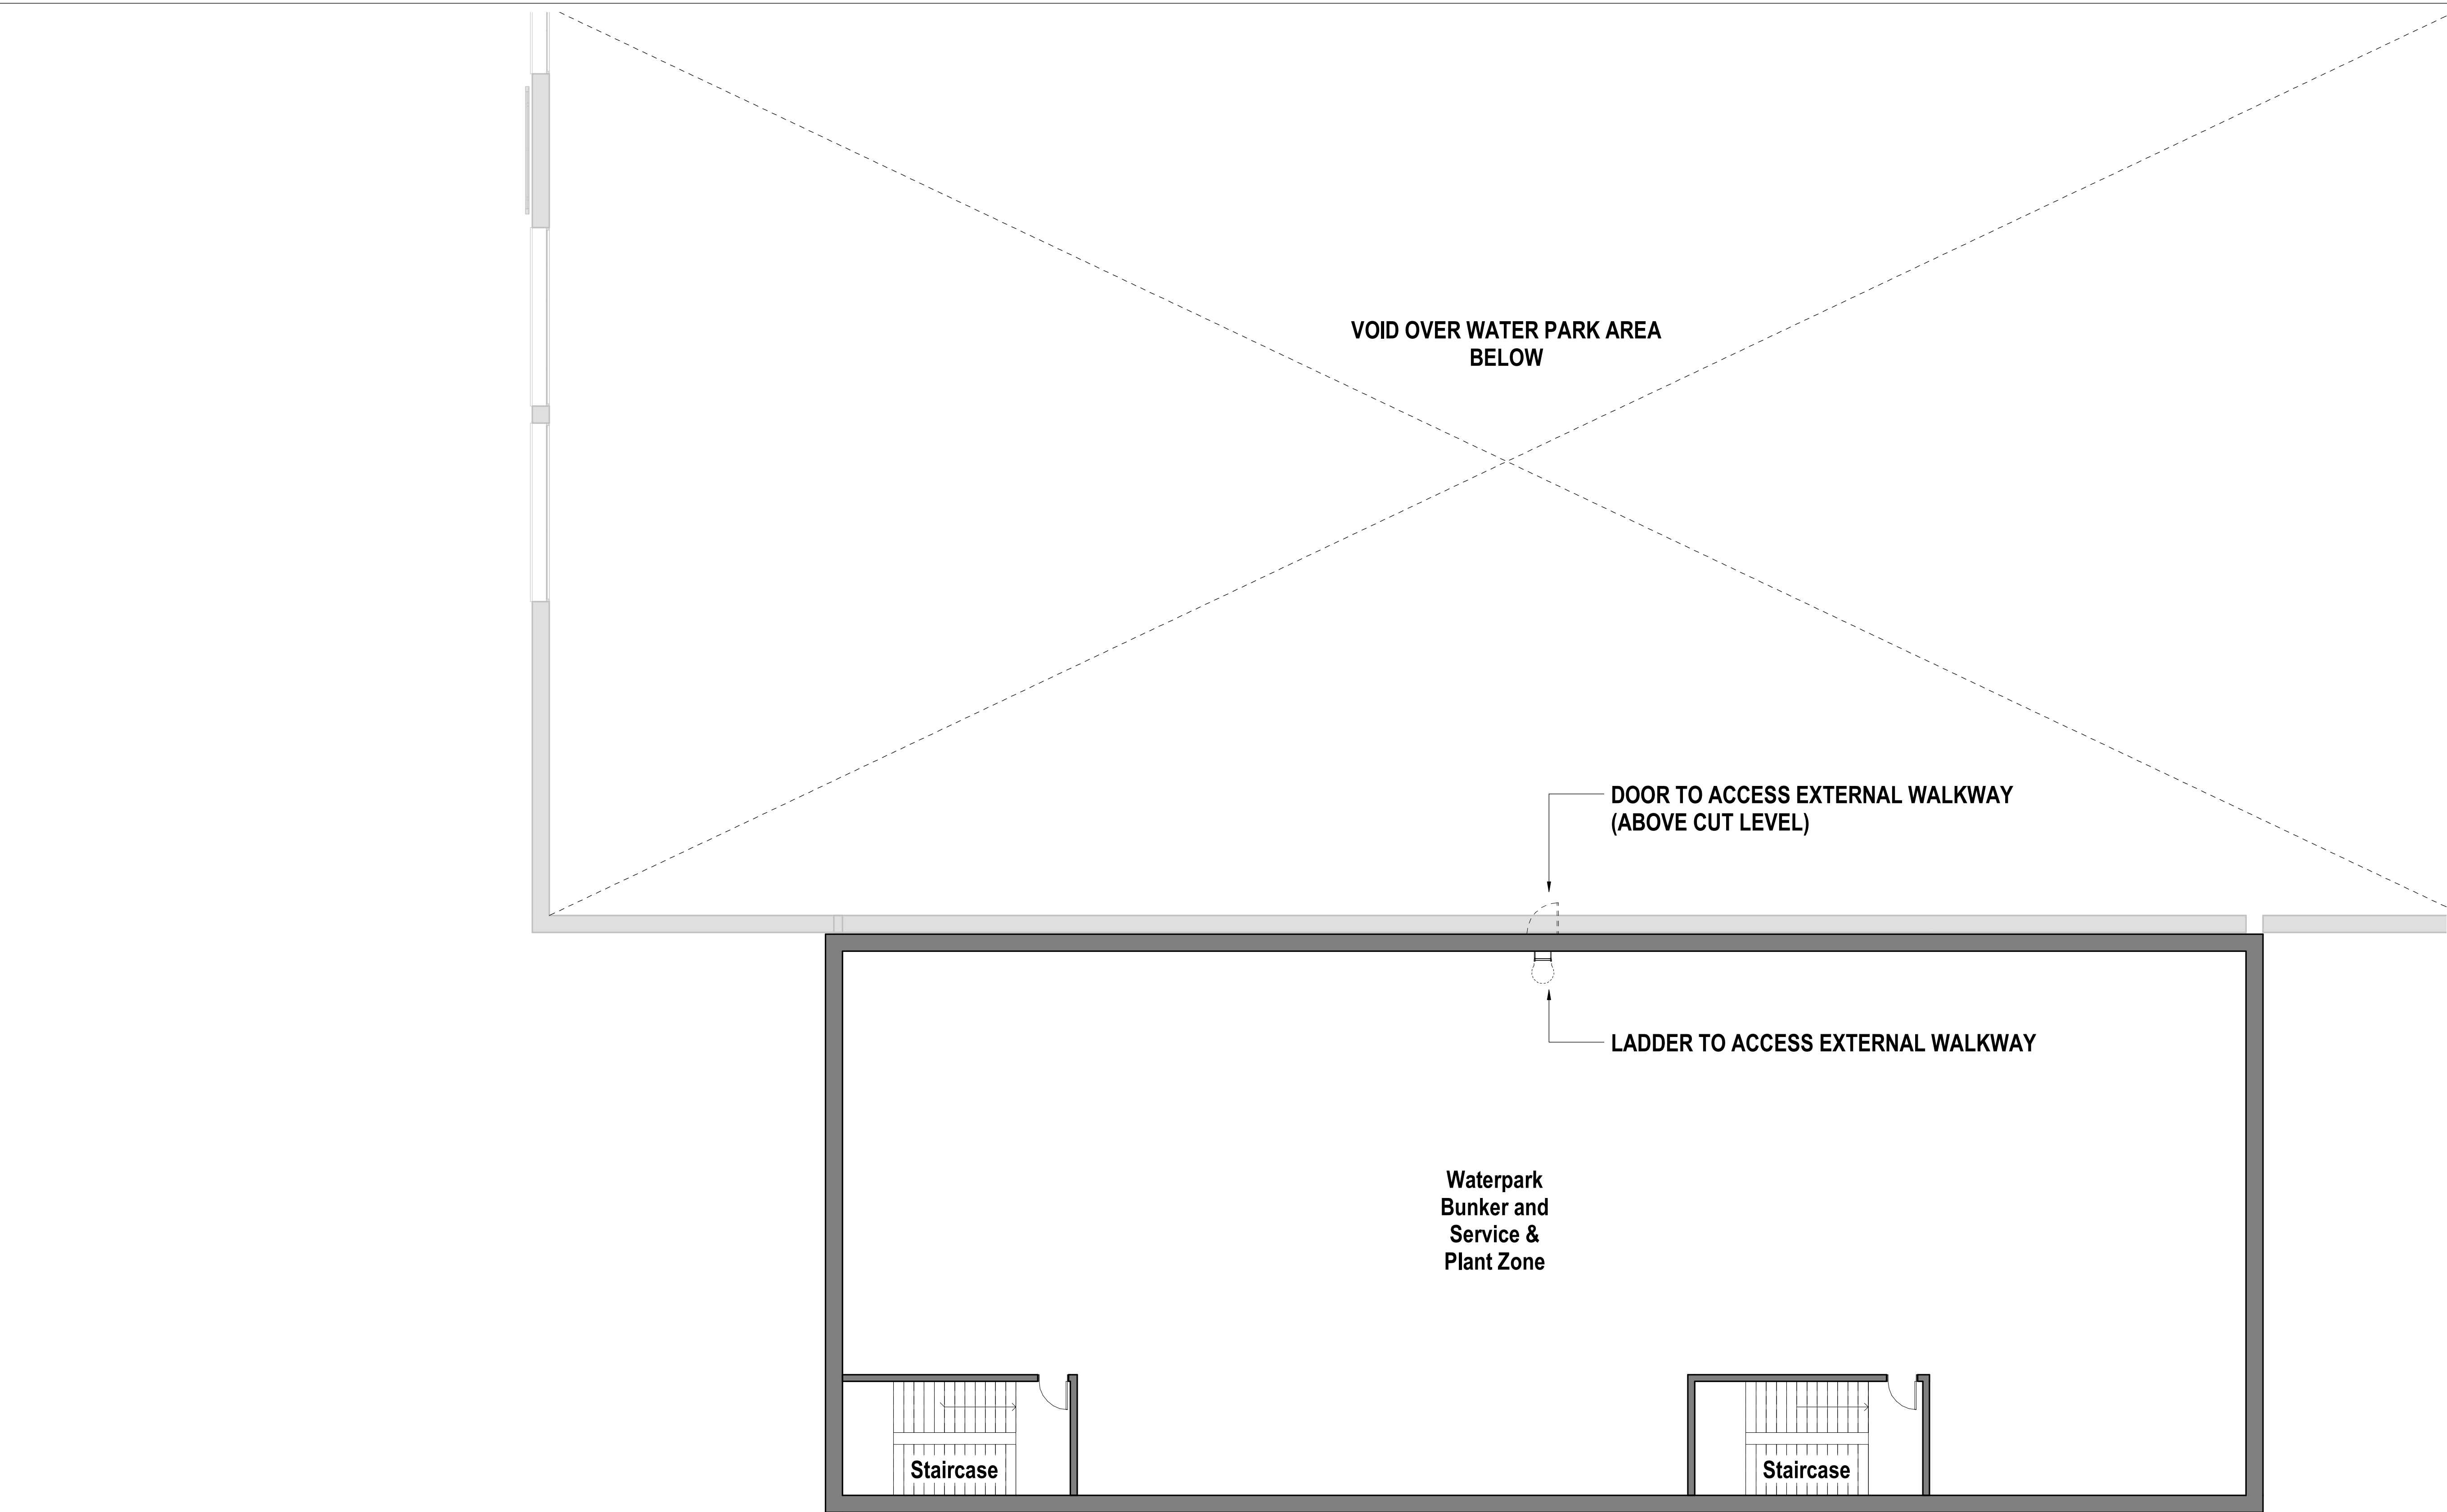 VOID OVER WATER PARK AREA
BELOW
DOOR TO ACCESS EXTERNAL WALKWAY
(ABOVE CUT LEVEL)
LADDER TO ACCESS EXTERNAL WALKWAY
Waterpark
Bunker and
Service &
Plant Zone
Staircase
Staircase